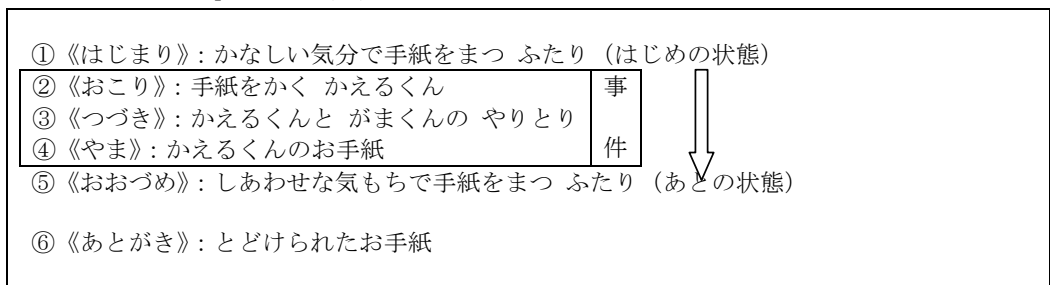 ①《はじまり》：かなしい気分で手紙をまつ ふたり（はじめの状態）
②《おこり》：手紙をかく かえるくん 事
③《つづき》：かえるくんと がまくんの やりとり
④《やま》：かえるくんのお手紙 件
⑤《おおづめ》：しあわせな気もちで手紙をまつ ふたり（あとの状態）
⑥《あとがき》：とどけられたお手紙